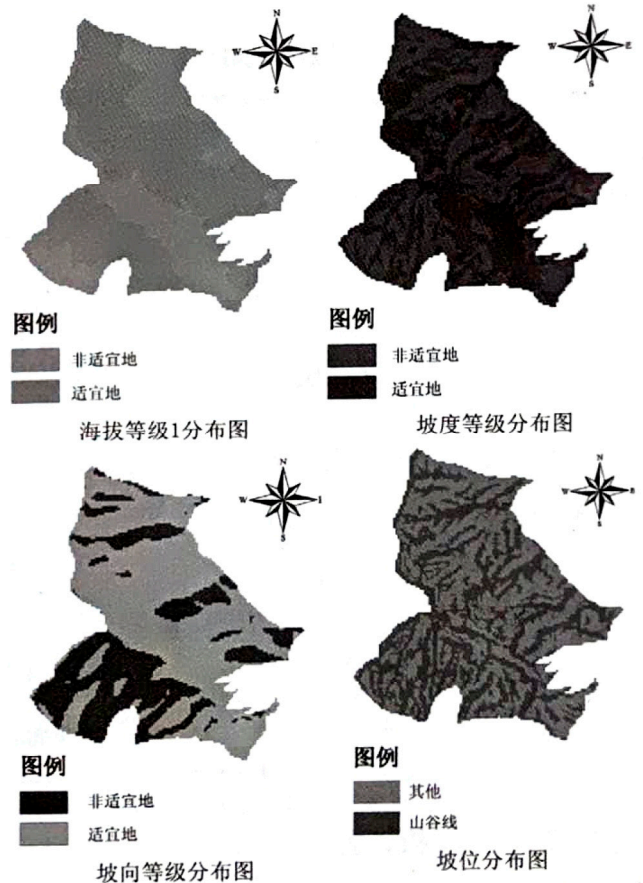 N
W E
S
N
W E
S
图例
非适宜地
适宜地
海拔等级1分布图
图例
非适宜地
适宜地
坡度等级分布图
N
W
S
N
W
S
图例
非适宜地
适宜地
坡向等级分布图
图例
其他
山谷线
坡位分布图